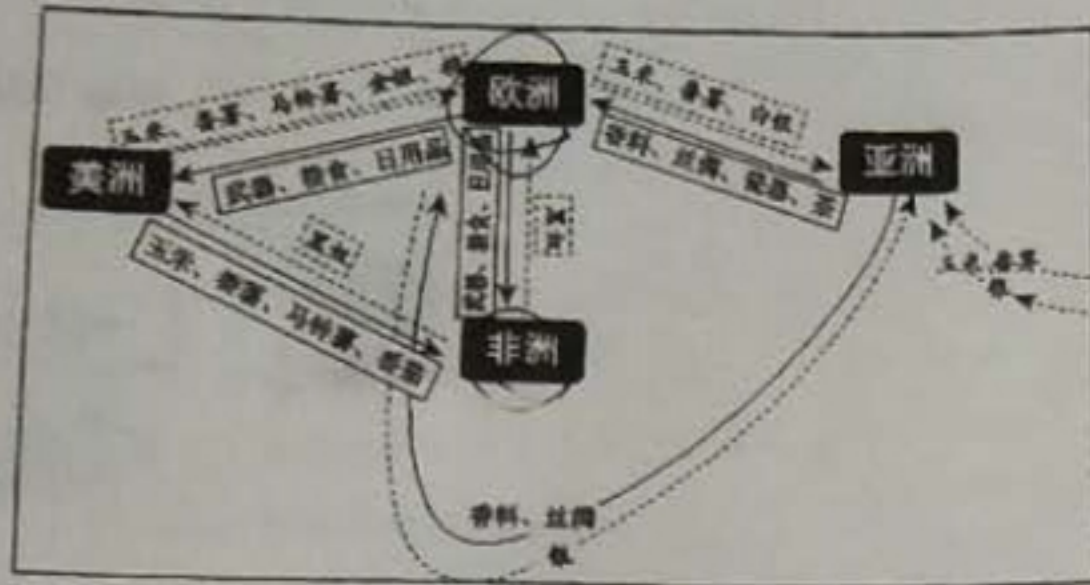 玉米、番薯、马铃薯、金银、
欧洲
玉米、番薯、白银
香料、丝绸、瓷器、茶
亚洲
美洲
武器、粮食、日用品
武器、粮食、日用品
黄金
黑奴
玉米、番薯、马铃薯、番茄
非洲
玉米 番薯
银
香料、丝绸
银